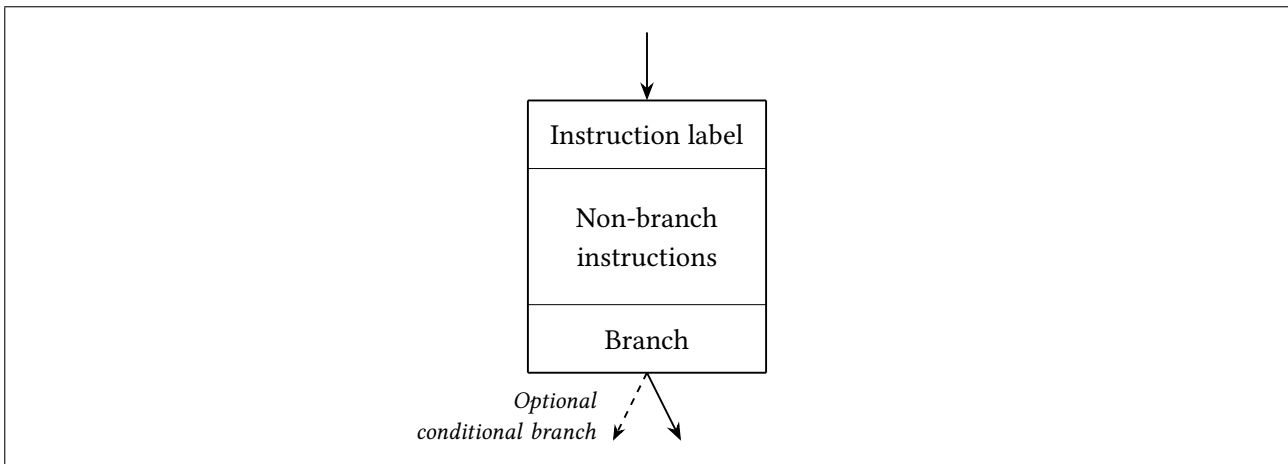 Instruction label
Non-branch
instructions
Branch
Optional
conditional branch